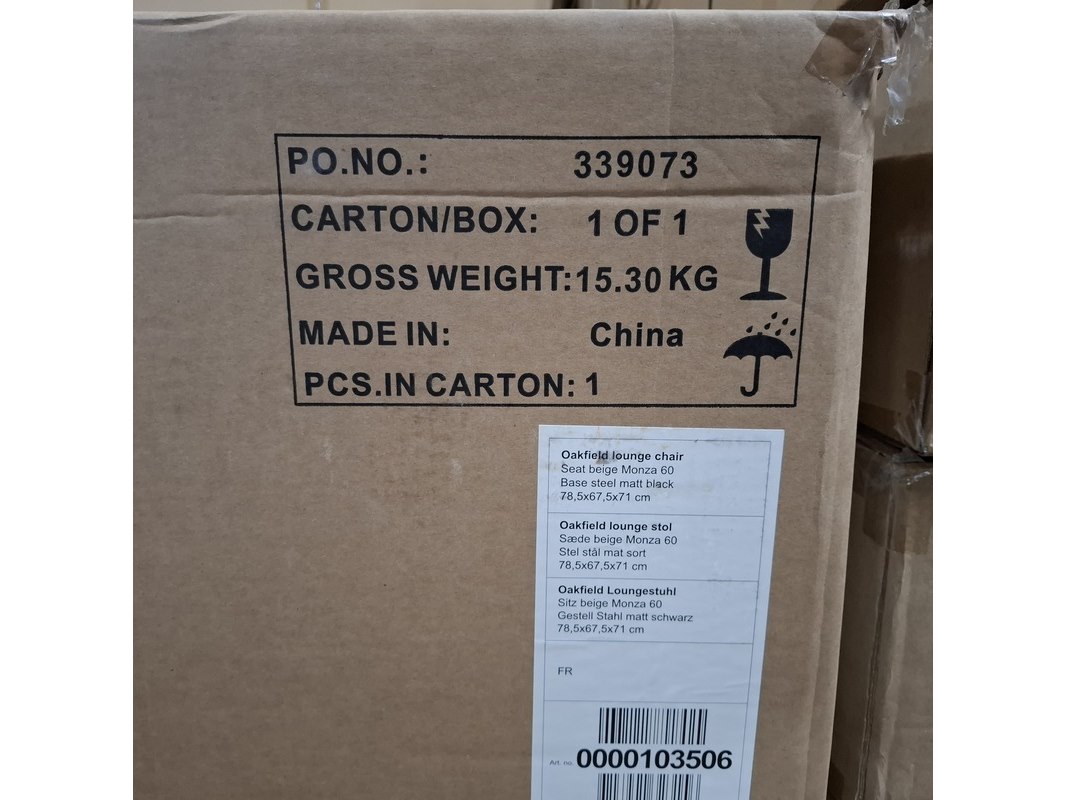 PO.NO.: 339073
CARTON/BOX: 1 OF 1
GROSS WEIGHT: 15.30 KG
MADE IN: China
PCS.IN CARTON: 1
Oakfield lounge chair
Seat beige Monza 60
Base steel matt black
78,5x67,5x71 cm
Oakfield lounge stol
Sæde beige Monza 60
Stel stål mat sort
78,5x67,5x71 cm
Oakfield Loungestuhl
Sitz beige Monza 60
Gestell Stahl matt schwarz
78,5x67,5x71 cm
FR
Art. no. 0000103506